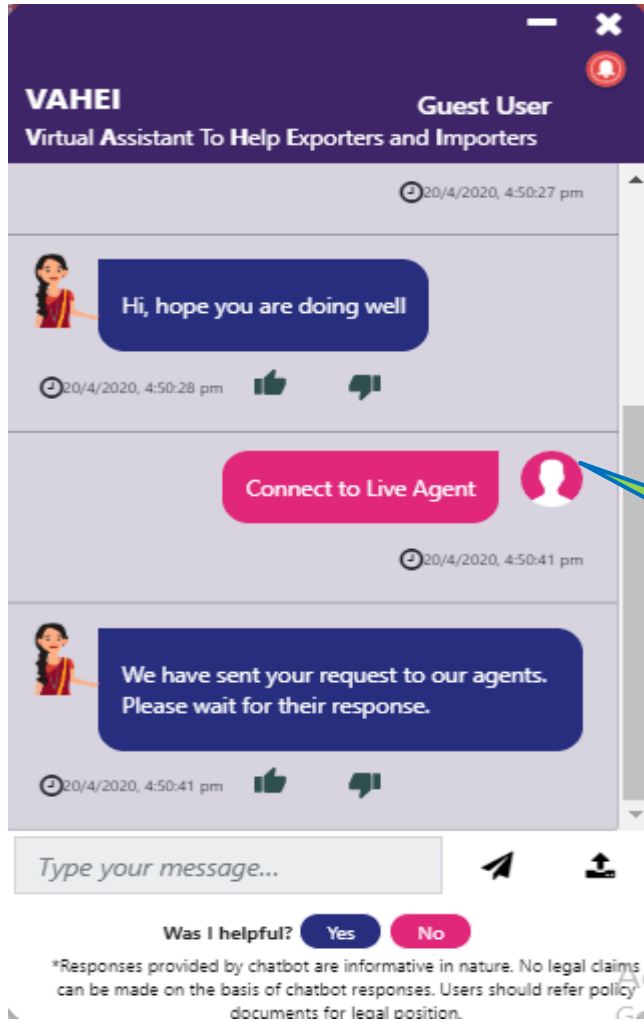 VAHEI
Guest User
Virtual Assistant To Help Exporters and Importers
20/4/2020, 4:50:27 pm
Hi, hope you are doing well
20/4/2020, 4:50:28 pm
Connect to Live Agent
20/4/2020, 4:50:41 pm
We have sent your request to our agents.
Please wait for their response.
20/4/2020, 4:50:41 pm
Type your message...
Was I helpful? Yes No
*Responses provided by chatbot are informative in nature. No legal claims
can be made on the basis of chatbot responses. Users should refer policy
documents for legal position.